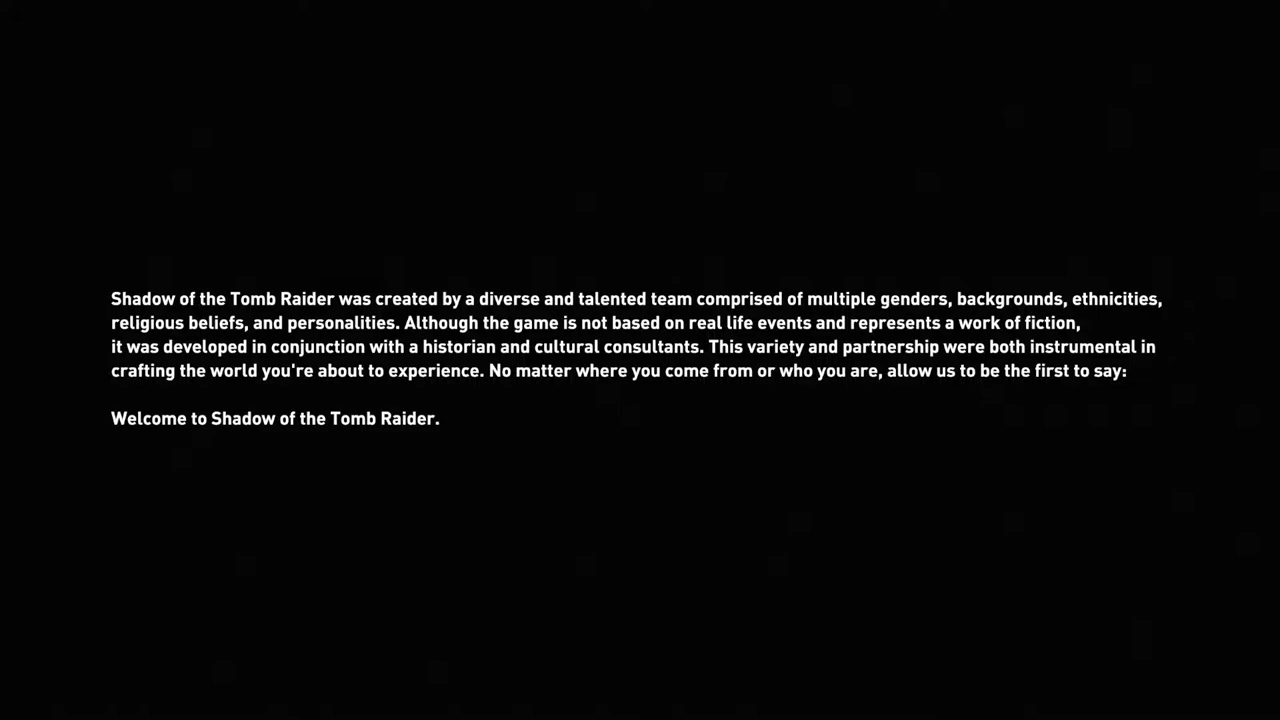 Shadow of the Tomb Raider was created by a diverse and talented team comprised of multiple genders, backgrounds, ethnicities,
religious beliefs, and personalities. Although the game is not based on real life events and represents a work of fiction,
it was developed in conjunction with a historian and cultural consultants. This variety and partnership were both instrumental in
crafting the world you're about to experience. No matter where you come from or who you are, allow us to be the first to say:
Welcome to Shadow of the Tomb Raider.